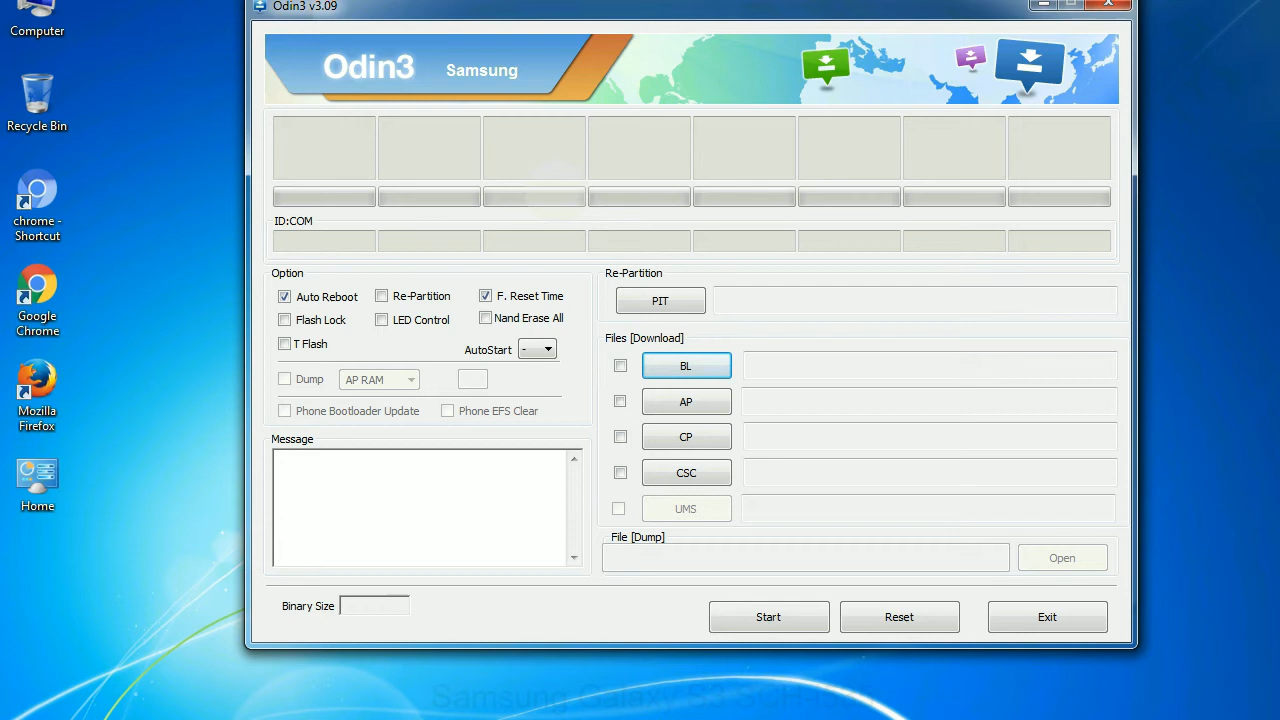 Odin3 v3.09
Computer
Recycle Bin
chrome -
Shortcut
Google
Chrome
Mozilla
Firefox
Home
Odin3 Samsung
ID:COM
Option
Auto Reboot Re-Partition F. Reset Time
Flash Lock LED Control Nand Erase All
T Flash AutoStart -
Dump AP RAM
Phone Bootloader Update Phone EFS Clear
Message
Re-Partition
PIT
Files [Download]
BL
AP
CP
CSC
UMS
File [Dump]
Open
Binary Size
Start Reset Exit
Samsung Galaxy S3